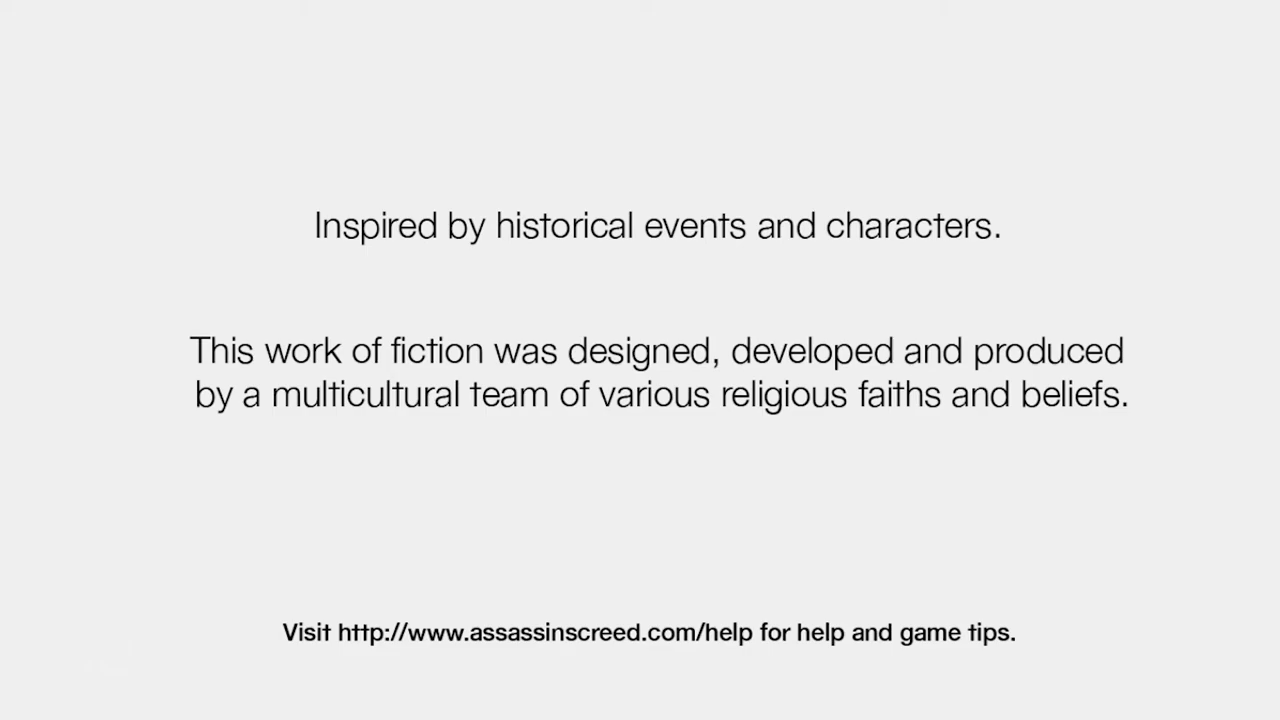 Inspired by historical events and characters.
This work of fiction was designed, developed and produced
by a multicultural team of various religious faiths and beliefs.
Visit http://www.assassinscreed.com/help for help and game tips.